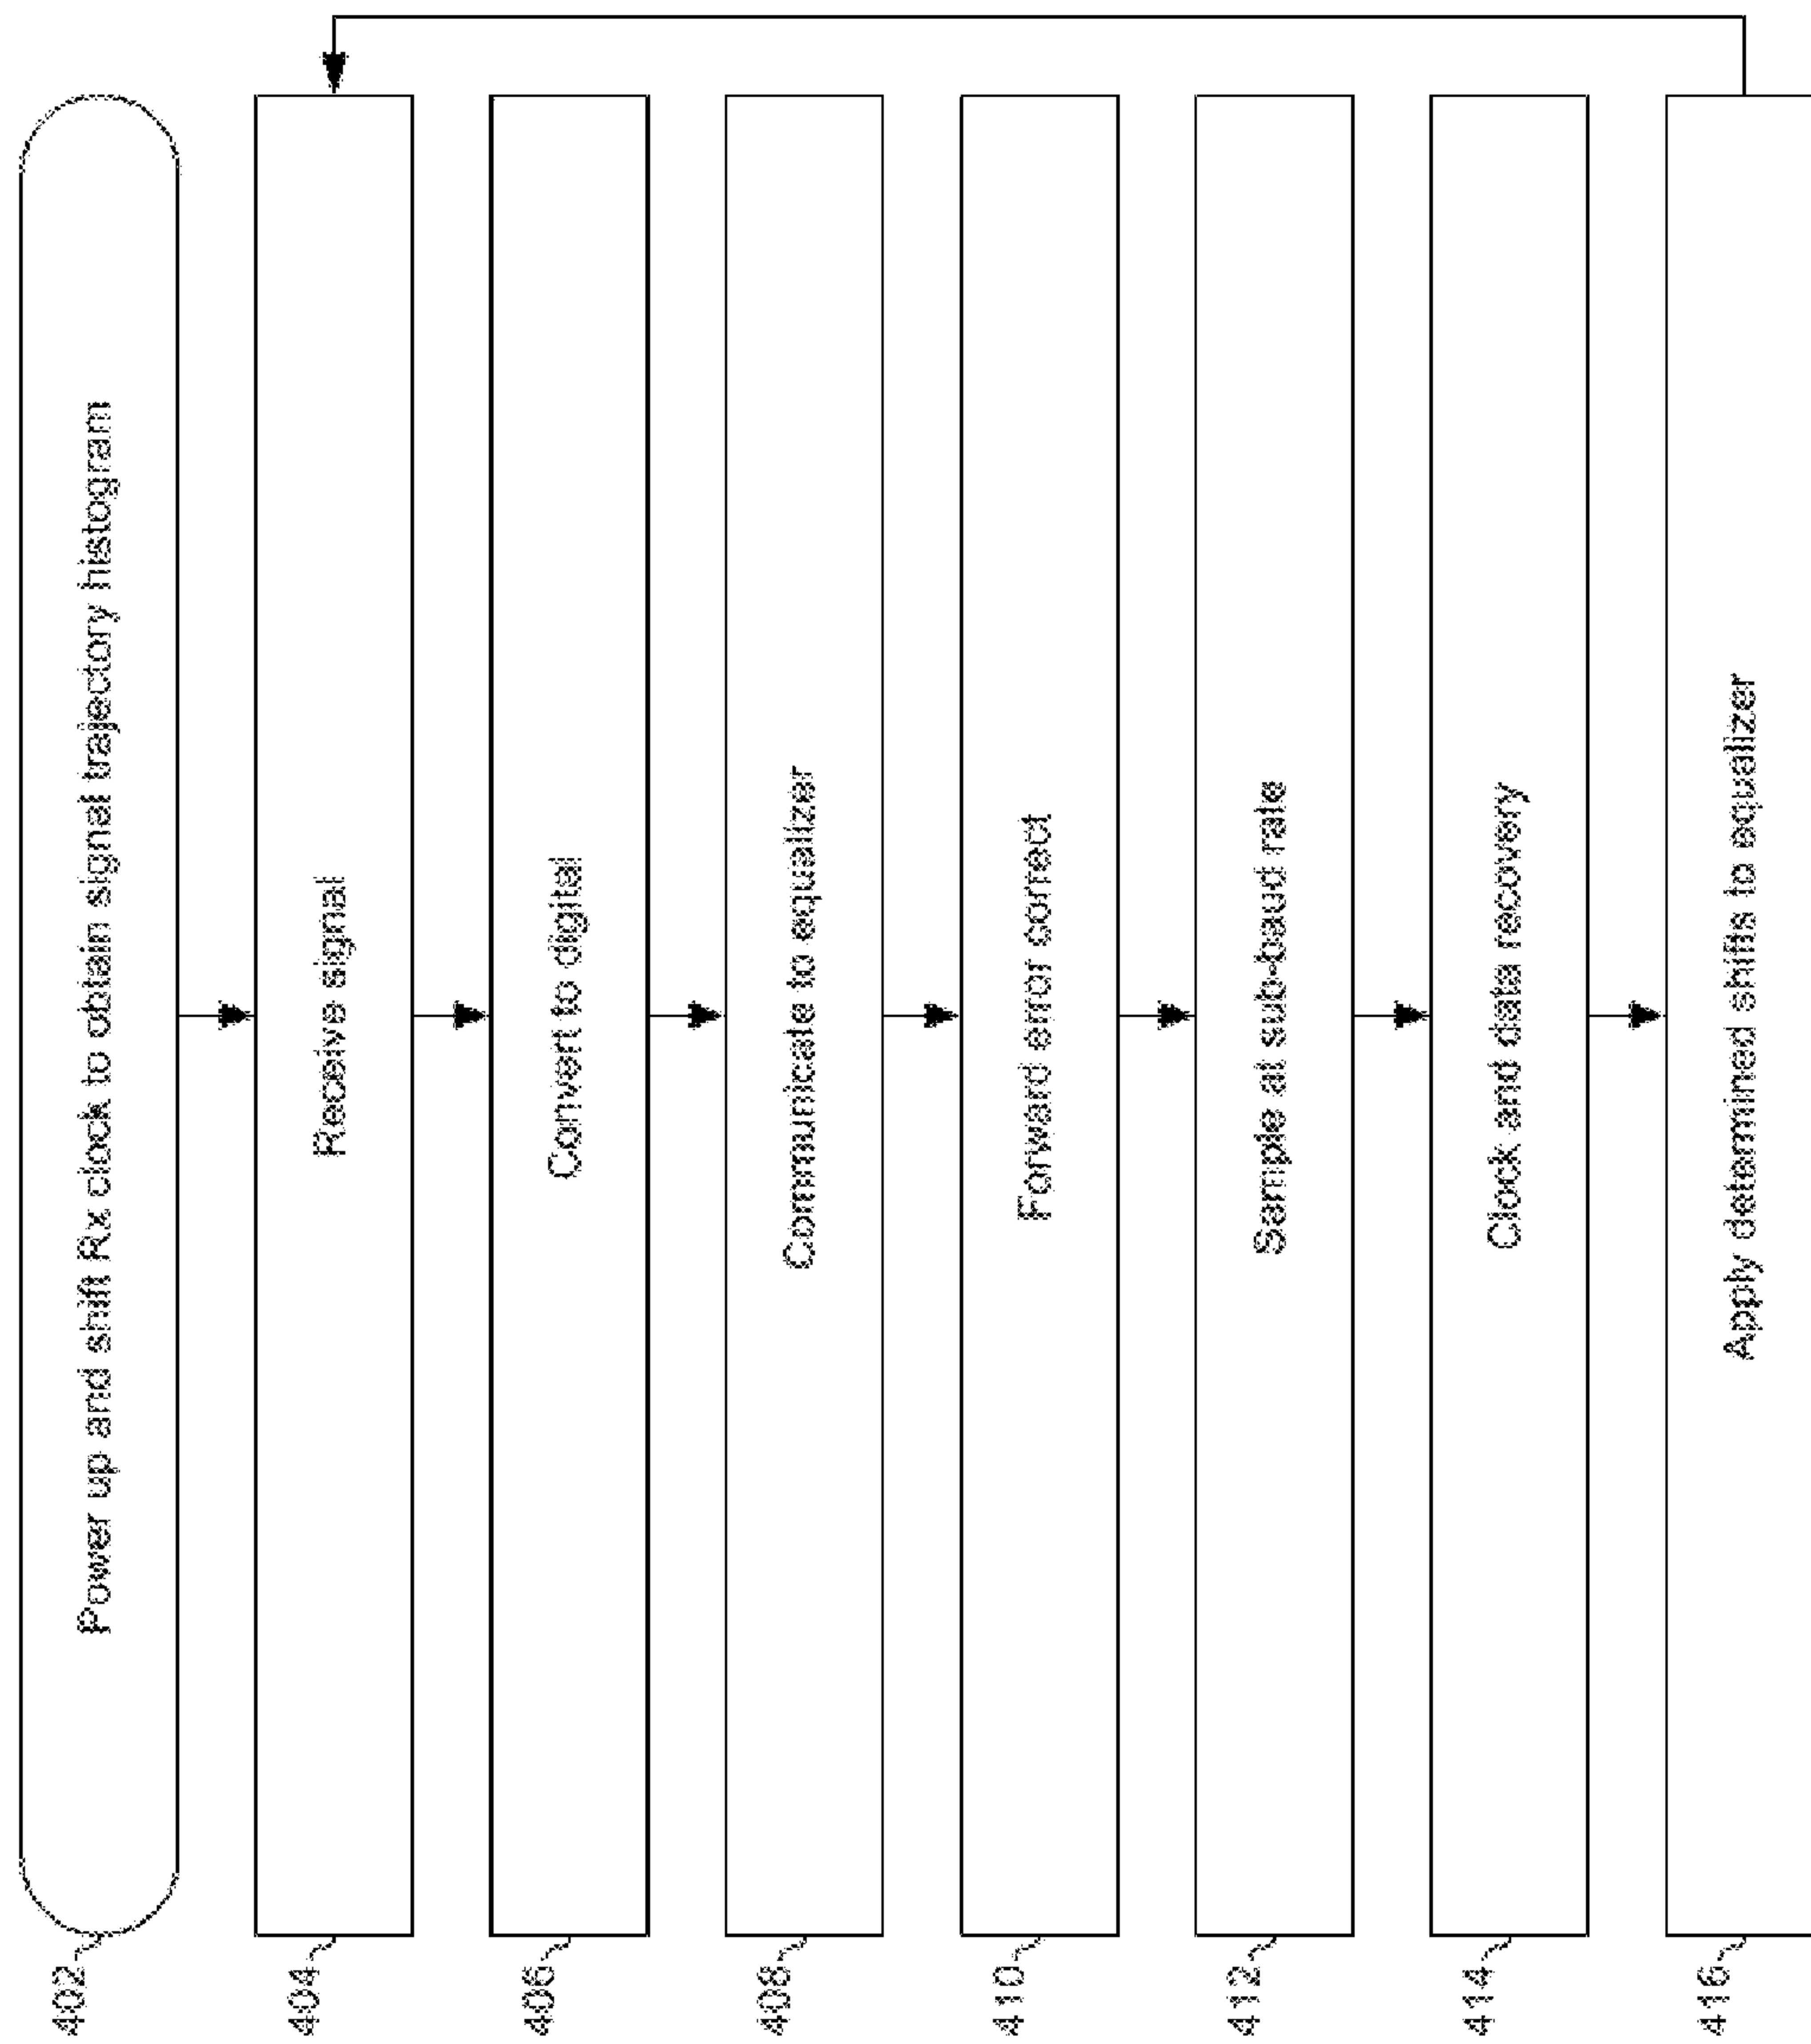 402
Power up and shift Rx clock to obtain signal trajectory histogram
404
Receive signal
406
Convert to digital
408
Communicate to equalizer
410
Forward error correct
412
Sample at sub-baud rate
414
Clock and data recovery
416
Apply determined shifts to equalizer